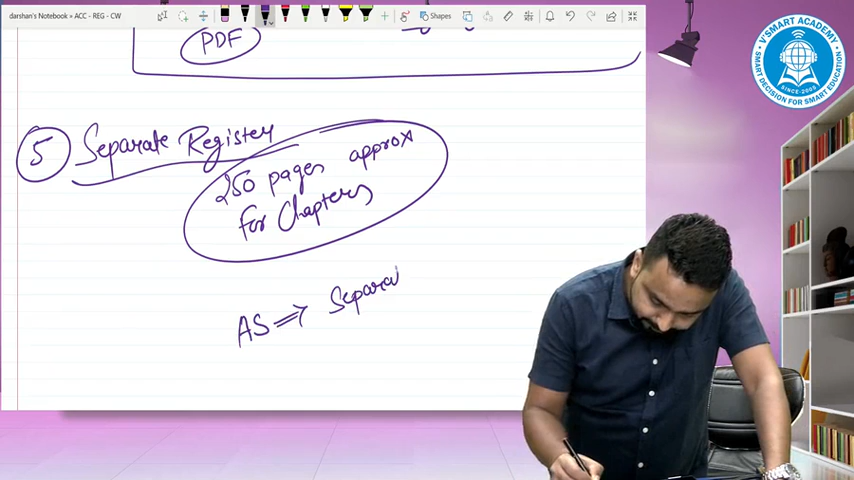 darshan's Notebook » ACC - REG - CW
Shapes
PDF
V'SMART ACADEMY
SMART DECISION FOR SMART EDUCATION
SINCE-2005
5 Separate Register
250 pages approx
For Chapters
AS ⇒ Separa